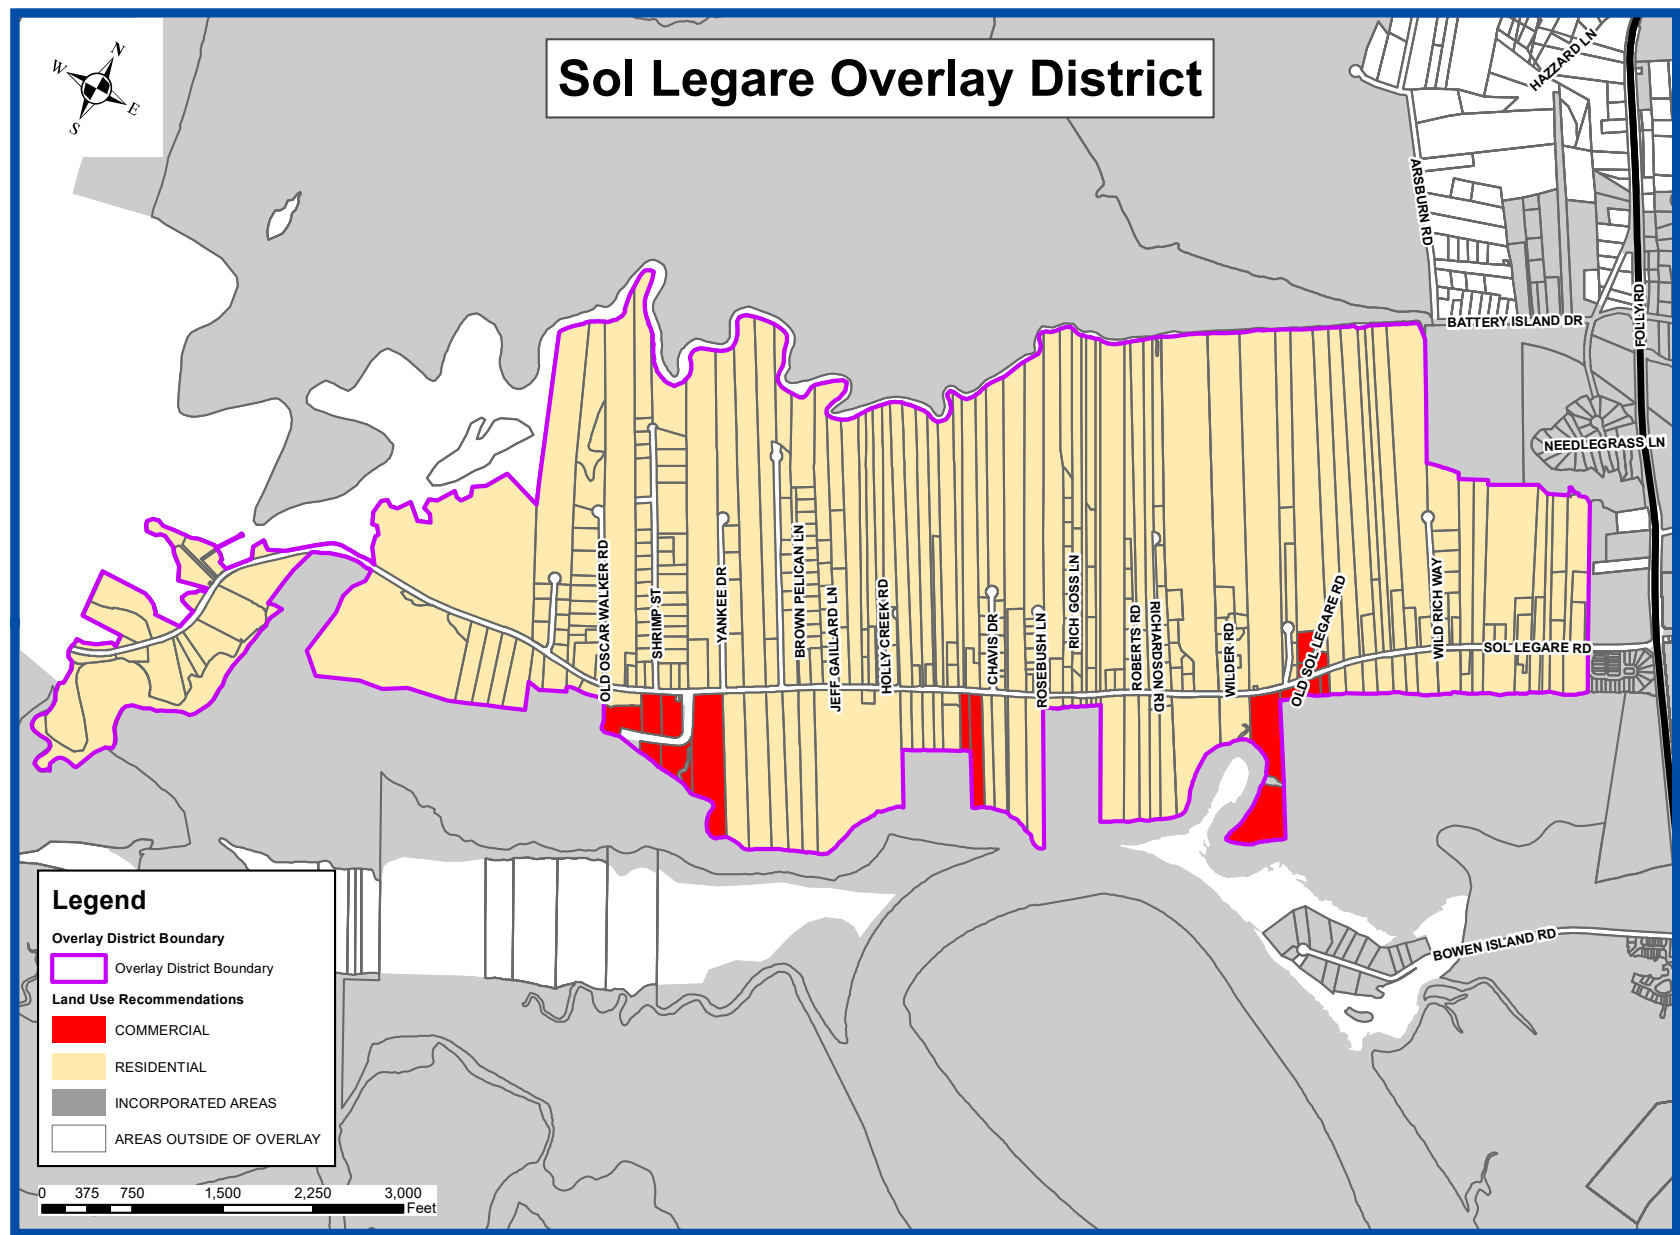 Sol Legare Overlay District
N
W
E
S
HAZZARD LN
ARSBURN RD
FOLLY RD
BATTERY ISLAND DR
NEEDLEGRASS LN
OLD OSCAR WALKER RD
SHRIMP ST
YANKEE DR
BROWN PELICAN LN
JEFF GAILLARD LN
HOLLY CREEK RD
CHAVIS DR
ROSEBUSH LN
RICH GOSS LN
ROBERTS RD
RICHARDSON RD
WILDER RD
OLD SOL LEGARE RD
WILD RICH WAY
SOL LEGARE RD
BOWEN ISLAND RD
Legend
Overlay District Boundary
Overlay District Boundary
Land Use Recommendations
COMMERCIAL
RESIDENTIAL
INCORPORATED AREAS
AREAS OUTSIDE OF OVERLAY
0 375 750 1,500 2,250 3,000
Feet